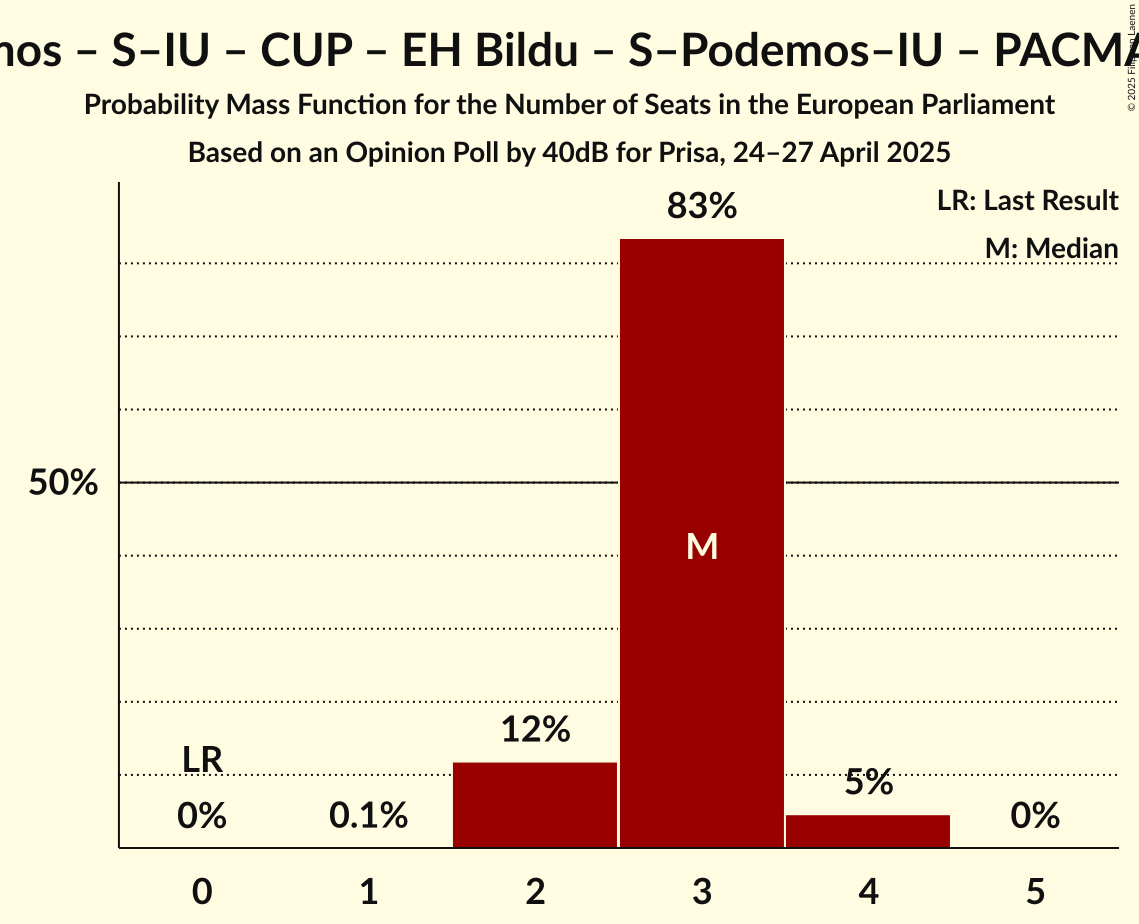 nos – S–IU – CUP – EH Bildu – S–Podemos–IU – PACMA
Probability Mass Function for the Number of Seats in the European Parliament
Based on an Opinion Poll by 40dB for Prisa, 24–27 April 2025
© 2025 Filip van Laenen
LR: Last Result
M: Median
83%
50%
M
12%
LR
5%
0%
0.1%
0%
0
1
2
3
4
5